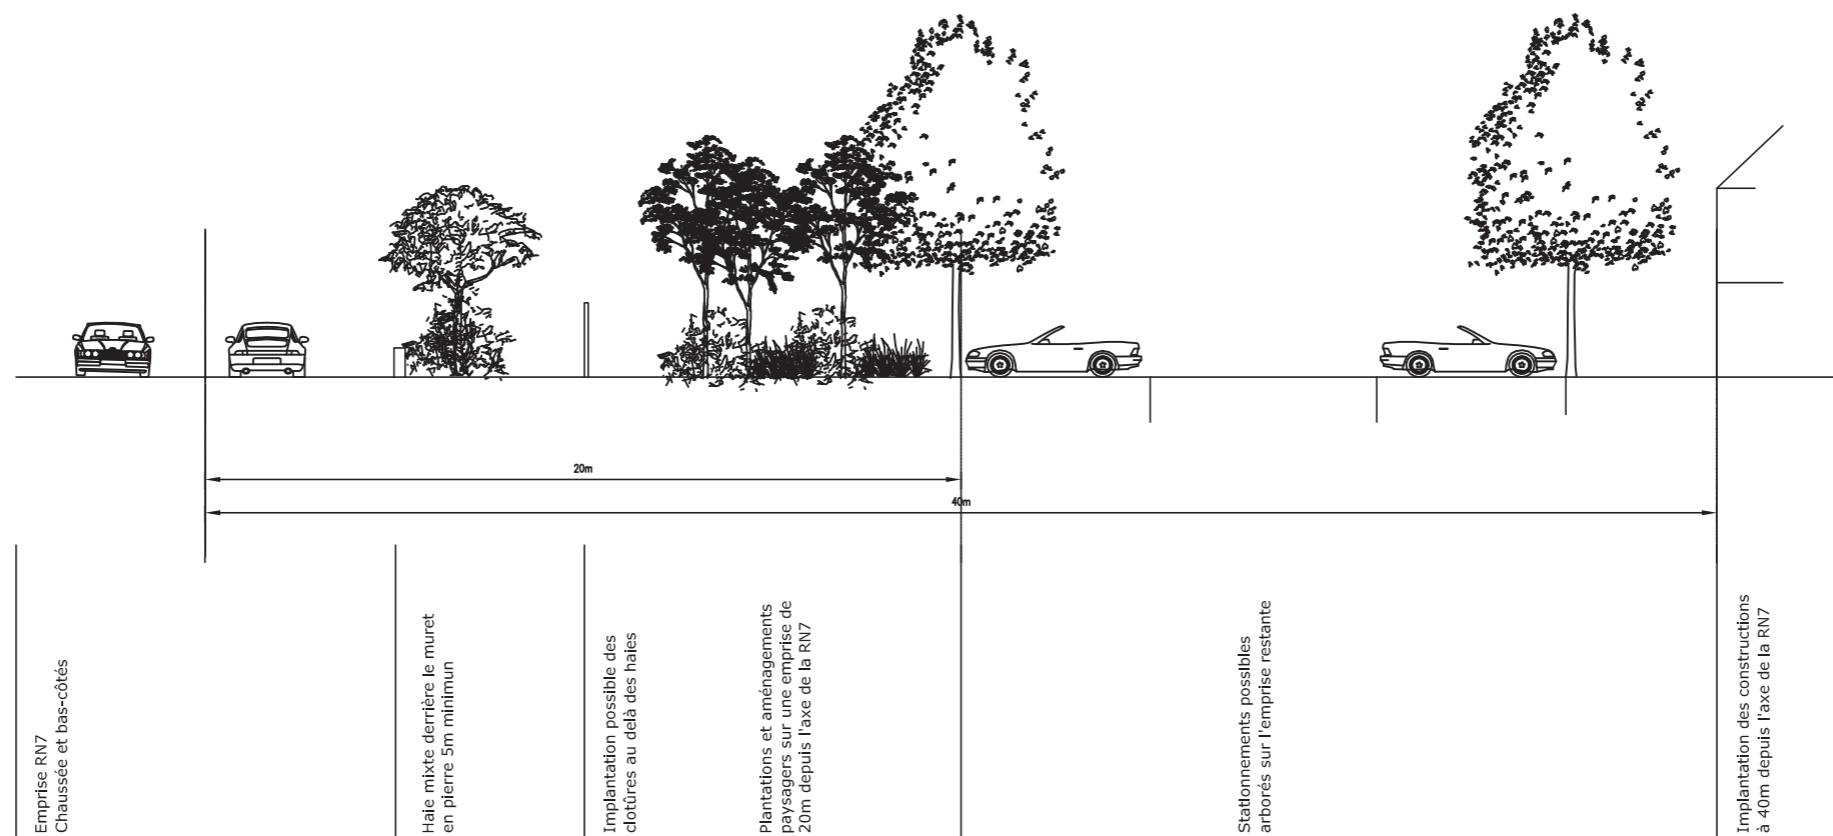 20m
40m
Emprise RN7
Chaussée et bas-côtés
Haie mixte derrière le muret
en pierre 5m minimun
Implantation possible des
clotûres au delà des haies
Plantations et aménagements
paysagers sur une emprise de
20m depuis l'axe de la RN7
Stationnements possibles
arborés sur l'emprise restante
Implantation des constructions
à 40m depuis l'axe de la RN7